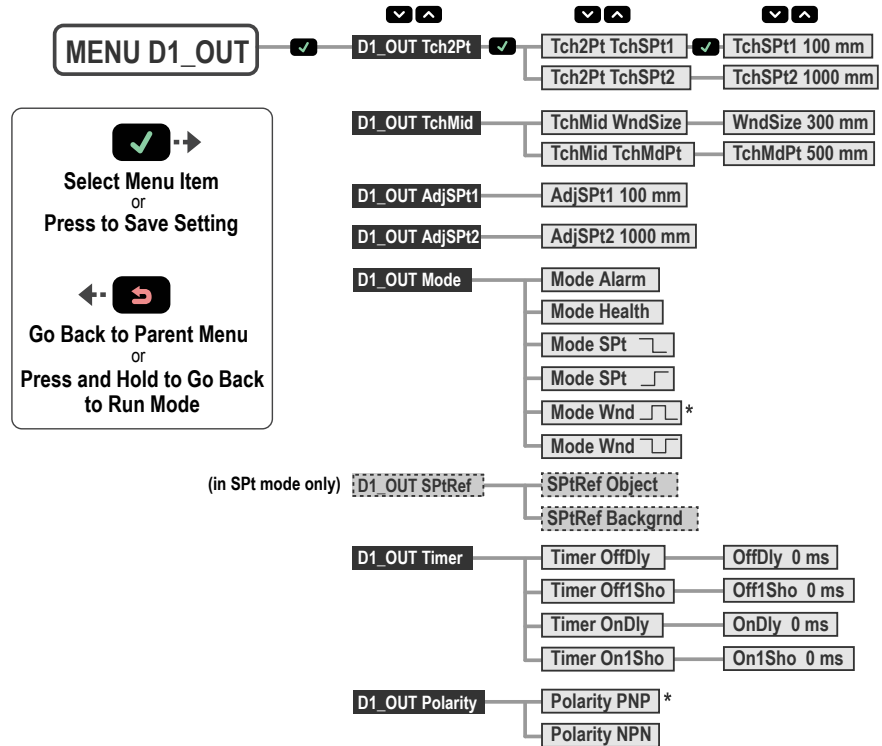 MENU D1_OUT
D1_OUT Tch2Pt
Tch2Pt TchSPt1
TchSPt1 100 mm
Tch2Pt TchSPt2
TchSPt2 1000 mm
Select Menu Item
or
Press to Save Setting
Go Back to Parent Menu
or
Press and Hold to Go Back
to Run Mode
D1_OUT TchMid
TchMid WndSize
WndSize 300 mm
TchMid TchMdPt
TchMdPt 500 mm
D1_OUT AdjSPt1
AdjSPt1 100 mm
D1_OUT AdjSPt2
AdjSPt2 1000 mm
D1_OUT Mode
Mode Alarm
Mode Health
Mode SPt
Mode SPt
Mode Wnd *
Mode Wnd
(in SPt mode only)
D1_OUT SPtRef
SPtRef Object
SPtRef Backgrnd
D1_OUT Timer
Timer OffDly
OffDly 0 ms
Timer Off1Sho
Off1Sho 0 ms
Timer OnDly
OnDly 0 ms
Timer On1Sho
On1Sho 0 ms
D1_OUT Polarity
Polarity PNP *
Polarity NPN